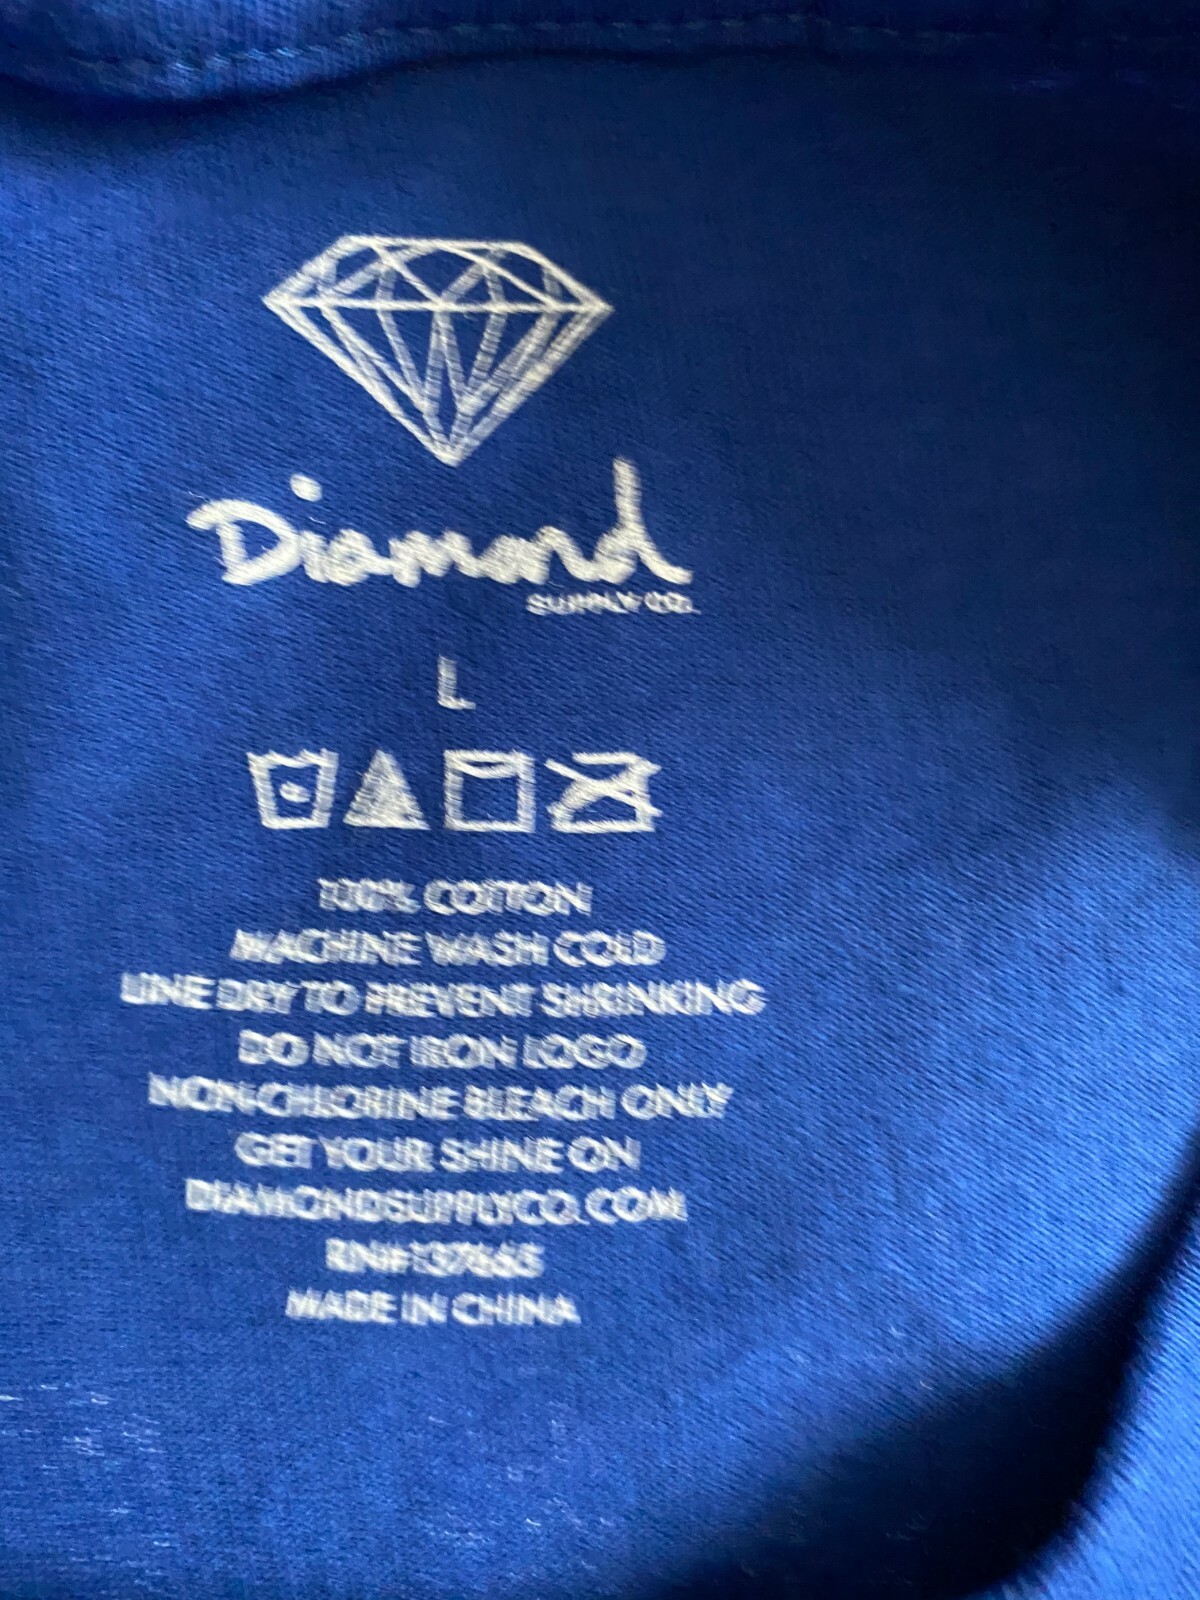 Diamond
SUPPLY CO.
L
100% COTTON
MACHINE WASH COLD
LINE DRY TO PREVENT SHRINKING
DO NOT IRON LOGO
NON-CHLORINE BLEACH ONLY
GET YOUR SHINE ON
DIAMONDSUPPLYCO.COM
MADE IN CHINA